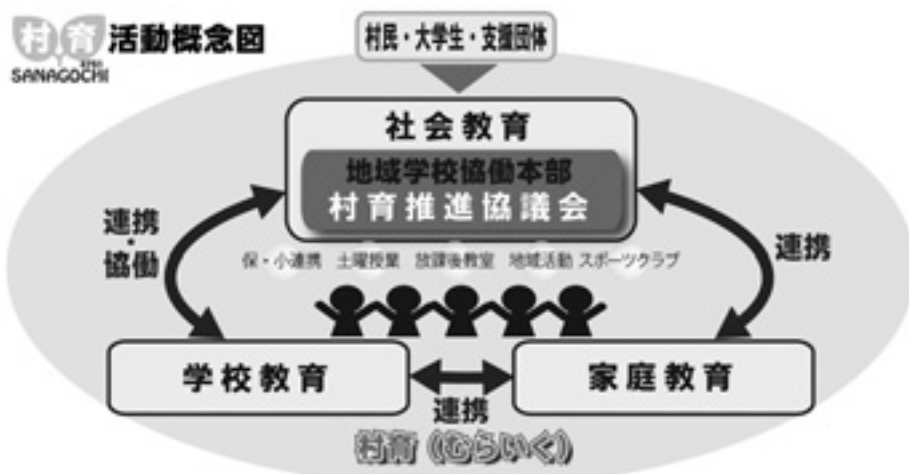 村育 活動概念図
SANAGOCHI
村民・大学生・支援団体
社会教育
地域学校協働本部
村育推進協議会
連携・協働
連携
保・小連携 土曜授業 放課後教室 地域活動 スポーツクラブ
学校教育
家庭教育
連携
村育（むらいく）